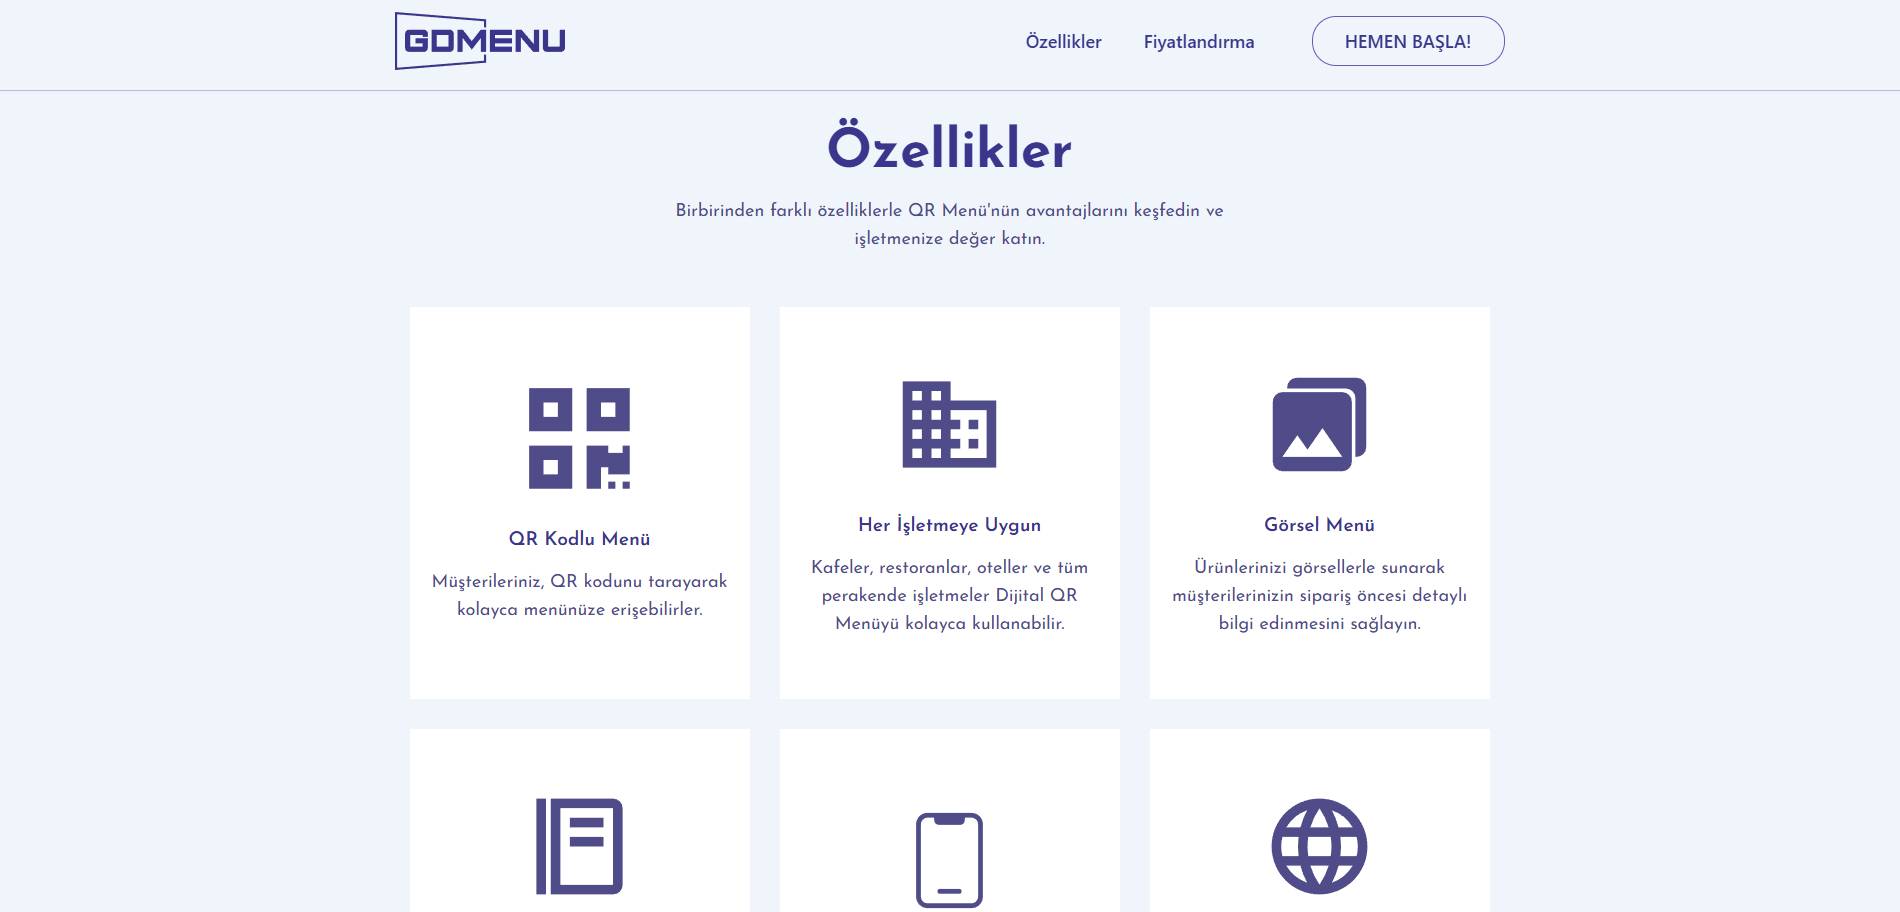 GDMENU
Özellikler
Fiyatlandırma
HEMEN BAŞLA!
Özellikler
Birbirinden farklı özelliklerle QR Menü'nün avantajlarını keşfedin ve
işletmenize değer katın.
QR Kodlu Menü
Müşterileriniz, QR kodunu tarayarak
kolayca menünüze erişebilirler.
Her İşletmeye Uygun
Kafeler, restoranlar, oteller ve tüm
perakende işletmeler Dijital QR
Menüyü kolayca kullanabilir.
Görsel Menü
Ürünlerinizi görsellerle sunarak
müşterilerinizin sipariş öncesi detaylı
bilgi edinmesini sağlayın.